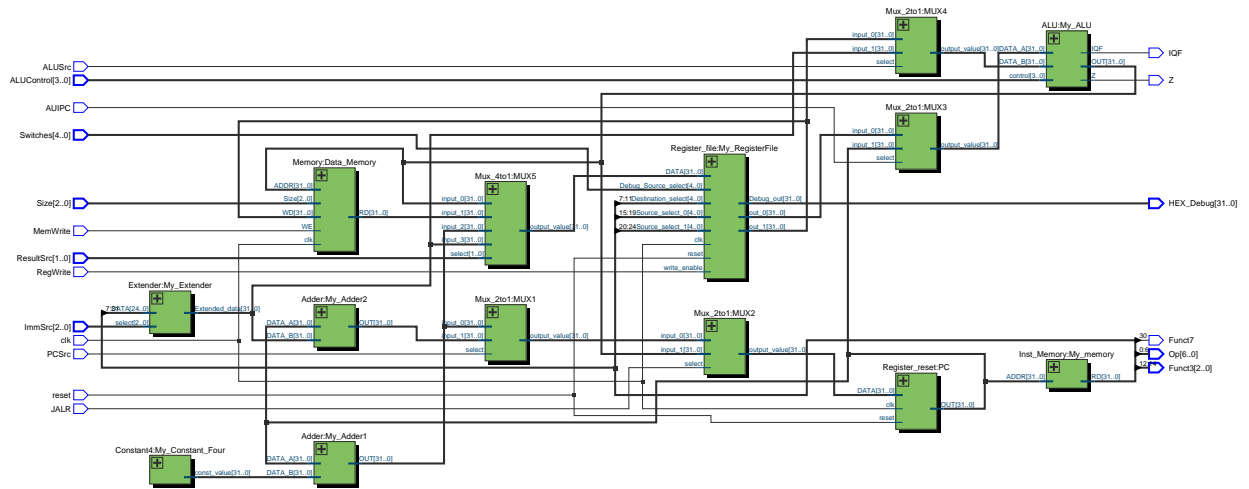 Mux_2to1:MUX4
input_0[31..0]
input_1[31..0]
select
output_value[31..0]
ALU:My_ALU
DATA_A[31..0]
DATA_B[31..0]
control[3..0]
IQF
OUT[31..0]
Z
IQF
Z
ALUSrc
ALUControl[3..0]
AUIPC
Switches[4..0]
Size[2..0]
MemWrite
ResultSrc[1..0]
RegWrite
ImmSrc[2..0]
clk
PCSrc
reset
JALR
Mux_2to1:MUX3
input_0[31..0]
input_1[31..0]
select
output_value[31..0]
Memory:Data_Memory
ADDR[31..0]
Size[2..0]
WD[31..0]
WE
clk
RD[31..0]
Mux_4to1:MUX5
input_0[31..0]
input_1[31..0]
input_2[31..0]
input_3[31..0]
select[1..0]
output_value[31..0]
Register_file:My_RegisterFile
DATA[31..0]
Debug_Source_select[4..0]
7:11
Destination_select[4..0]
15:19
Source_select_0[4..0]
20:24
Source_select_1[4..0]
clk
reset
write_enable
Debug_out[31..0]
out_0[31..0]
out_1[31..0]
HEX_Debug[31..0]
Extender:My_Extender
7:31
DATA[24..0]
select[2..0]
Extended_data[31..0]
Adder:My_Adder2
DATA_A[31..0]
DATA_B[31..0]
OUT[31..0]
Mux_2to1:MUX1
input_0[31..0]
input_1[31..0]
select
output_value[31..0]
Mux_2to1:MUX2
input_0[31..0]
input_1[31..0]
select
output_value[31..0]
Register_reset:PC
DATA[31..0]
clk
reset
OUT[31..0]
Inst_Memory:My_memory
ADDR[31..0]
RD[31..0]
30
Funct7
0:6
Op[6..0]
12:14
Funct3[2..0]
Constant4:My_Constant_Four
const_value[31..0]
Adder:My_Adder1
DATA_A[31..0]
DATA_B[31..0]
OUT[31..0]